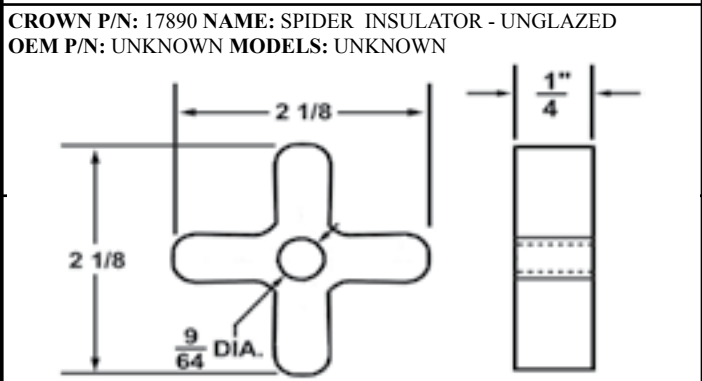 CROWN P/N: 17890 NAME: SPIDER INSULATOR - UNGLAZED
OEM P/N: UNKNOWN MODELS: UNKNOWN
1"
4
2 1/8
2 1/8
9
64 DIA.